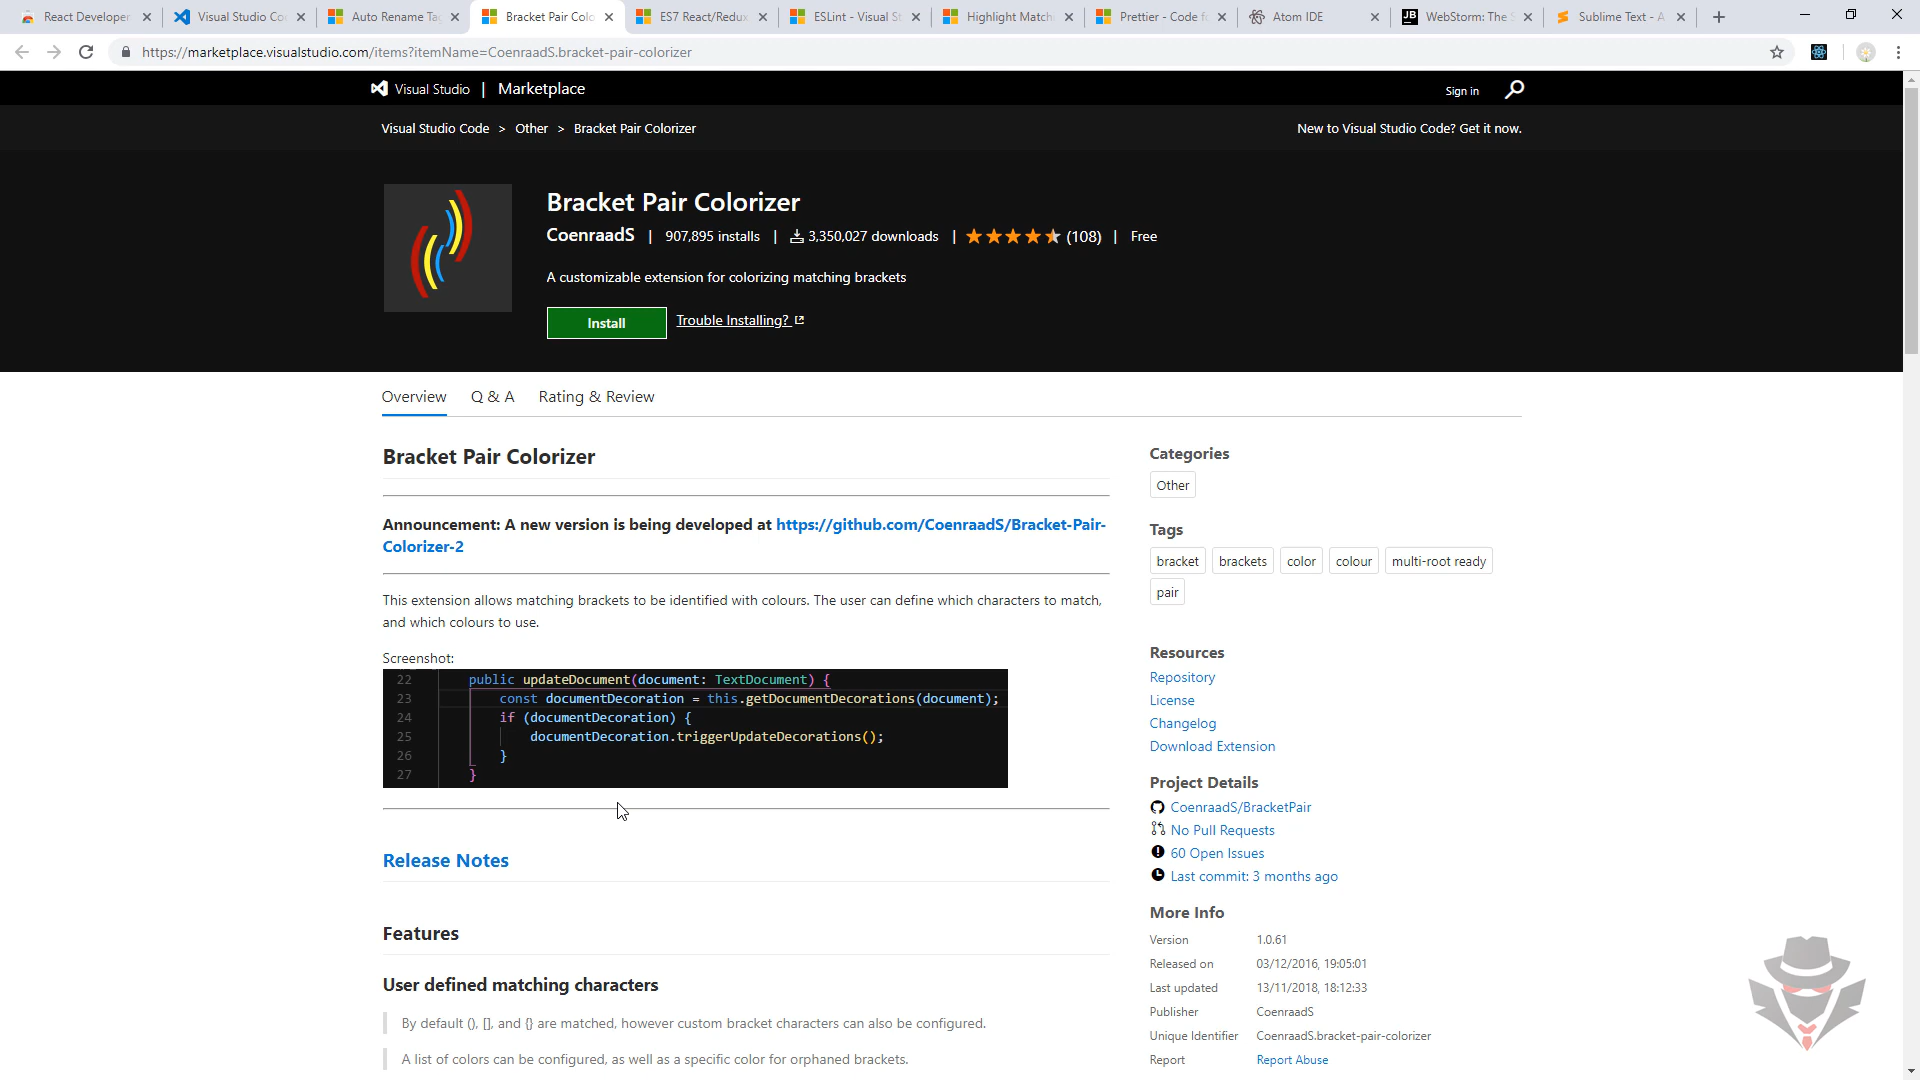 React Developer
Visual Studio Co
Auto Rename Tag
Bracket Pair Colo
ES7 React/Redux
ESLint - Visual St
Highlight Match
Prettier - Code f
Atom IDE
WebStorm: The S
Sublime Text - A
https://marketplace.visualstudio.com/items?itemName=CoenraadS.bracket-pair-colorizer
Visual Studio | Marketplace
Sign in
Visual Studio Code > Other > Bracket Pair Colorizer
New to Visual Studio Code? Get it now.
Bracket Pair Colorizer
CoenraadS | 907,895 installs | 3,350,027 downloads | (108) | Free
A customizable extension for colorizing matching brackets
Install
Trouble Installing?
Overview
Q & A
Rating & Review
Bracket Pair Colorizer
Announcement: A new version is being developed at https://github.com/CoenraadS/Bracket-Pair-
Colorizer-2
This extension allows matching brackets to be identified with colours. The user can define which characters to match,
and which colours to use.
Screenshot:
22 public updateDocument(document: TextDocument) {
23 const documentDecoration = this.getDocumentDecorations(document);
24 if (documentDecoration) {
25 documentDecoration.triggerUpdateDecorations();
26 }
27 }
Release Notes
Features
User defined matching characters
By default (), [], and {} are matched, however custom bracket characters can also be configured.
A list of colors can be configured, as well as a specific color for orphaned brackets.
Categories
Other
Tags
bracket
brackets
color
colour
multi-root ready
pair
Resources
Repository
License
Changelog
Download Extension
Project Details
CoenraadS/BracketPair
No Pull Requests
60 Open Issues
Last commit: 3 months ago
More Info
Version 1.0.61
Released on 03/12/2016, 19:05:01
Last updated 13/11/2018, 18:12:33
Publisher CoenraadS
Unique Identifier CoenraadS.bracket-pair-colorizer
Report Report Abuse